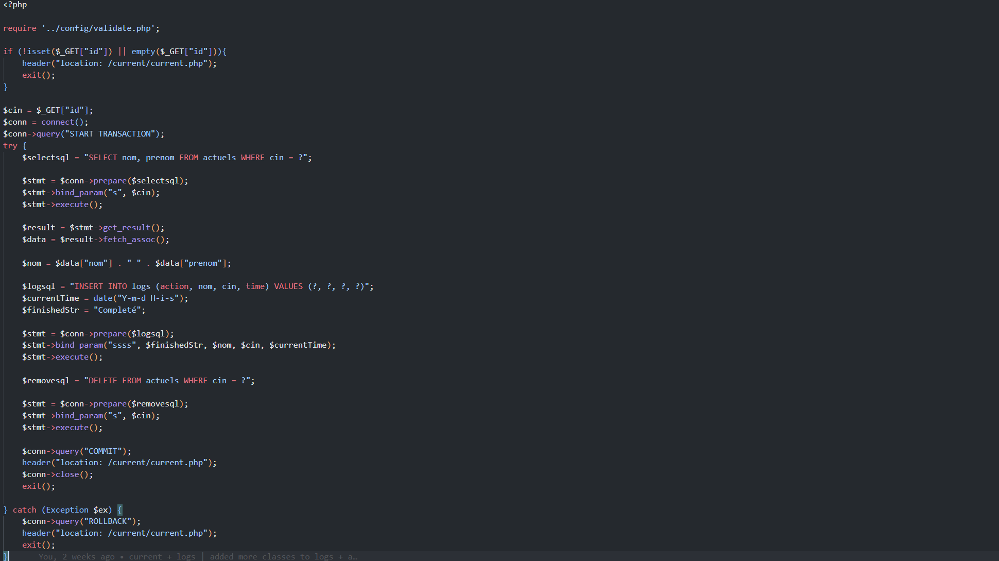 <?php
require '../config/validate.php';
if (!isset($_GET["id"]) || empty($_GET["id"])){
    header("location: /current/current.php");
    exit();
}
$cin = $_GET["id"];
$conn = connect();
$conn->query("START TRANSACTION");
try {
    $selectsql = "SELECT nom, prenom FROM actuels WHERE cin = ?";
    $stmt = $conn->prepare($selectsql);
    $stmt->bind_param("s", $cin);
    $stmt->execute();
    $result = $stmt->get_result();
    $data = $result->fetch_assoc();
    $nom = $data["nom"] . " " . $data["prenom"];
    $logsql = "INSERT INTO logs (action, nom, cin, time) VALUES (?, ?, ?, ?)";
    $currentTime = date("Y-m-d H-i-s");
    $finishedStr = "Completé";
    $stmt = $conn->prepare($logsql);
    $stmt->bind_param("ssss", $finishedStr, $nom, $cin, $currentTime);
    $stmt->execute();
    $removesql = "DELETE FROM actuels WHERE cin = ?";
    $stmt = $conn->prepare($removesql);
    $stmt->bind_param("s", $cin);
    $stmt->execute();
    $conn->query("COMMIT");
    header("location: /current/current.php");
    $conn->close();
    exit();
} catch (Exception $ex) {
    $conn->query("ROLLBACK");
    header("location: /current/current.php");
    exit();
}      You, 2 weeks ago • current + logs | added more classes to logs + a…